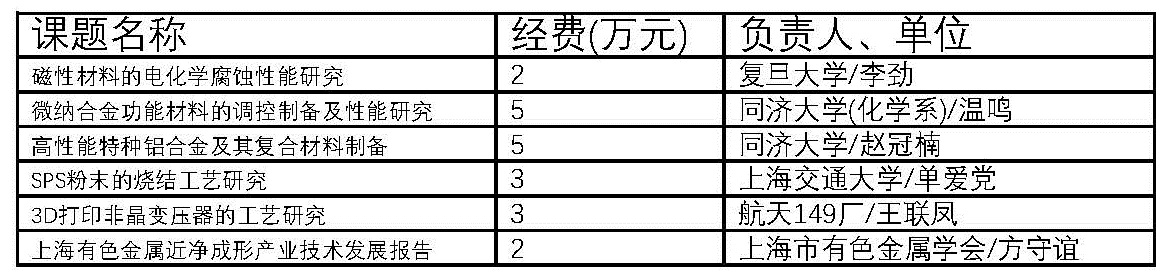 课题名称 经费(万元) 负责人、单位
磁性材料的电化学腐蚀性能研究 2 复旦大学/李劲
微纳合金功能材料的调控制备及性能研究 5 同济大学(化学系)/温鸣
高性能特种铝合金及其复合材料制备 5 同济大学/赵冠楠
SPS粉末的烧结工艺研究 3 上海交通大学/单爱党
3D打印非晶变压器的工艺研究 3 航天149厂/王联凤
上海有色金属近净成形产业技术发展报告 2 上海市有色金属学会/方守谊